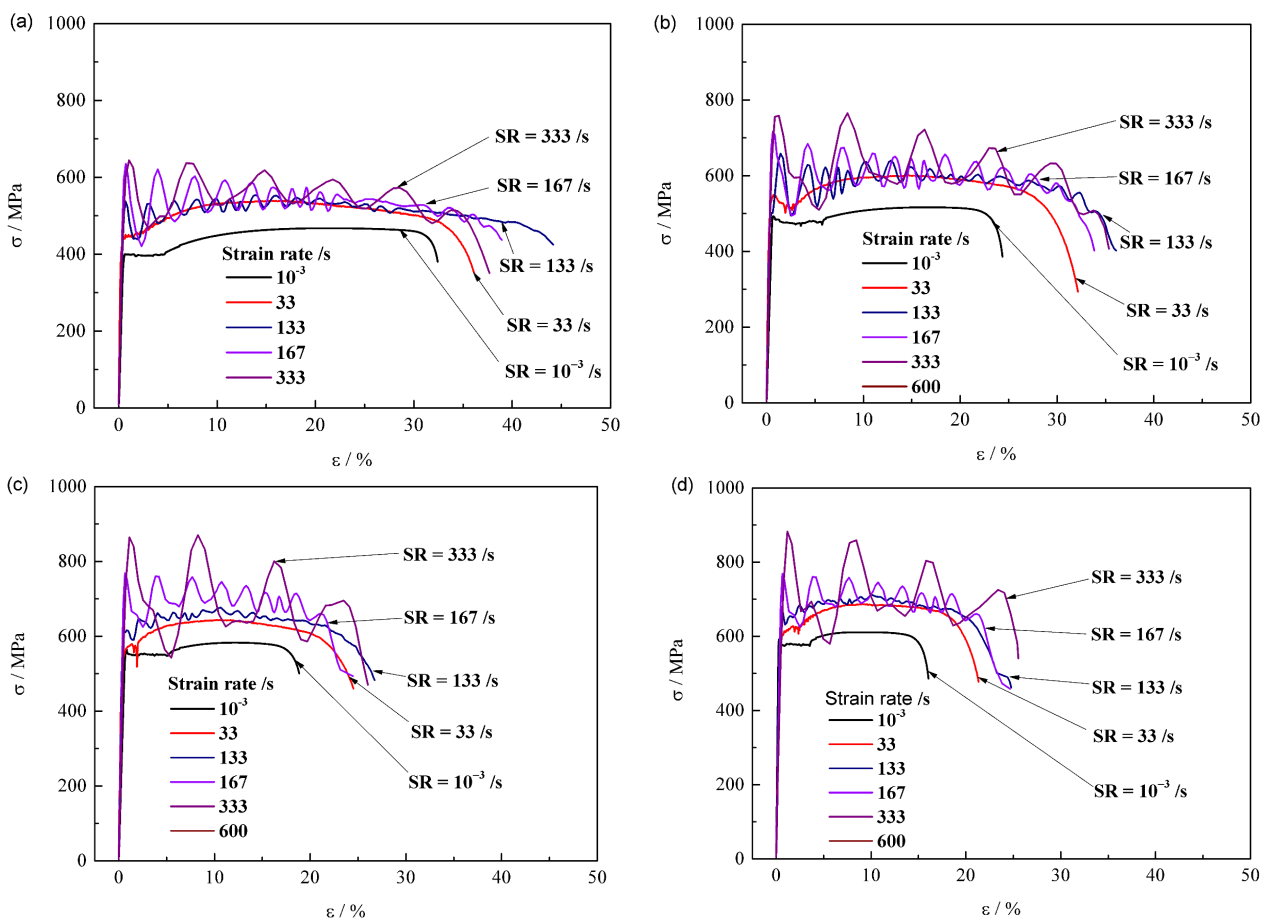 (a)
1000
800
600
400
200
0
σ / MPa
SR = 333 /s
SR = 167 /s
SR = 133 /s
SR = 33 /s
SR = 10⁻³ /s
Strain rate /s
10⁻³
33
133
167
333
0 10 20 30 40 50
ε / %
(b)
1000
800
600
400
200
0
σ / MPa
SR = 333 /s
SR = 167 /s
SR = 133 /s
SR = 33 /s
SR = 10⁻³ /s
Strain rate /s
10⁻³
33
133
167
333
600
0 10 20 30 40 50
ε / %
(c)
1000
800
600
400
200
0
σ / MPa
SR = 333 /s
SR = 167 /s
SR = 133 /s
SR = 33 /s
SR = 10⁻³ /s
Strain rate /s
10⁻³
33
133
167
333
600
0 10 20 30 40 50
ε / %
(d)
1000
800
600
400
200
0
σ / MPa
SR = 333 /s
SR = 167 /s
SR = 133 /s
SR = 33 /s
SR = 10⁻³ /s
Strain rate /s
10⁻³
33
133
167
333
600
0 10 20 30 40 50
ε / %